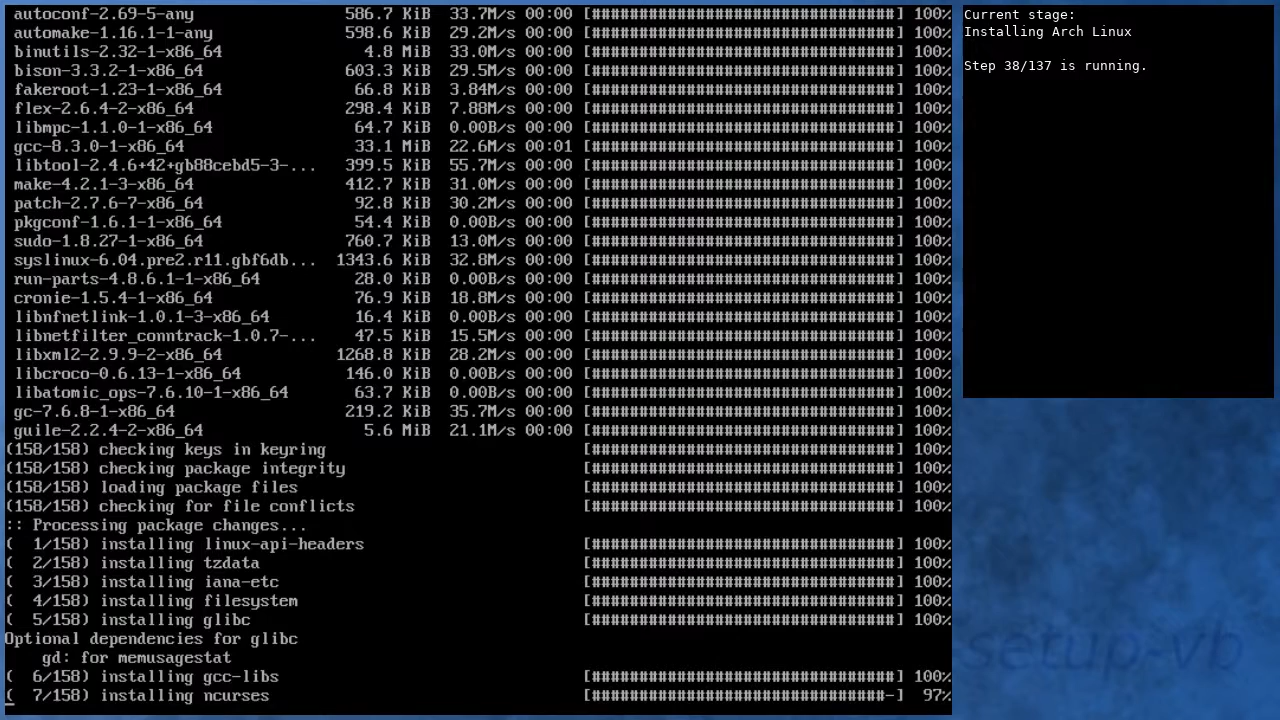 autoconf-2.69-5-any 586.7 KiB 33.7M/s 00:00 [################################] 100%
automake-1.16.1-1-any 598.6 KiB 29.2M/s 00:00 [################################] 100%
binutils-2.32-1-x86_64 4.8 MiB 33.0M/s 00:00 [################################] 100%
bison-3.3.2-1-x86_64 603.3 KiB 29.5M/s 00:00 [################################] 100%
fakeroot-1.23-1-x86_64 66.8 KiB 3.84M/s 00:00 [################################] 100%
flex-2.6.4-2-x86_64 298.4 KiB 7.88M/s 00:00 [################################] 100%
libmpc-1.1.0-1-x86_64 64.7 KiB 0.00B/s 00:00 [################################] 100%
gcc-8.3.0-1-x86_64 33.1 MiB 22.6M/s 00:01 [################################] 100%
libtool-2.4.6+42+gb88cebd5-3-... 399.5 KiB 55.7M/s 00:00 [################################] 100%
make-4.2.1-3-x86_64 412.7 KiB 31.0M/s 00:00 [################################] 100%
patch-2.7.6-7-x86_64 92.8 KiB 30.2M/s 00:00 [################################] 100%
pkgconf-1.6.1-1-x86_64 54.4 KiB 0.00B/s 00:00 [################################] 100%
sudo-1.8.27-1-x86_64 760.7 KiB 13.0M/s 00:00 [################################] 100%
syslinux-6.04.pre2.r11.gbf6db... 1343.6 KiB 32.8M/s 00:00 [################################] 100%
run-parts-4.8.6.1-1-x86_64 28.0 KiB 0.00B/s 00:00 [################################] 100%
cronie-1.5.4-1-x86_64 76.9 KiB 18.8M/s 00:00 [################################] 100%
libnfnetlink-1.0.1-3-x86_64 16.4 KiB 0.00B/s 00:00 [################################] 100%
libnetfilter_conntrack-1.0.7-... 47.5 KiB 15.5M/s 00:00 [################################] 100%
libxml2-2.9.9-2-x86_64 1268.8 KiB 28.2M/s 00:00 [################################] 100%
libcroco-0.6.13-1-x86_64 146.0 KiB 0.00B/s 00:00 [################################] 100%
libatomic_ops-7.6.10-1-x86_64 63.7 KiB 0.00B/s 00:00 [################################] 100%
gc-7.6.8-1-x86_64 219.2 KiB 35.7M/s 00:00 [################################] 100%
guile-2.2.4-2-x86_64 5.6 MiB 21.1M/s 00:00 [################################] 100%
(158/158) checking keys in keyring [################################] 100%
(158/158) checking package integrity [################################] 100%
(158/158) loading package files [################################] 100%
(158/158) checking for file conflicts [################################] 100%
:: Processing package changes...
( 1/158) installing linux-api-headers [################################] 100%
( 2/158) installing tzdata [################################] 100%
( 3/158) installing iana-etc [################################] 100%
( 4/158) installing filesystem [################################] 100%
( 5/158) installing glibc [################################] 100%
Optional dependencies for glibc
gd: for memusagestat
( 6/158) installing gcc-libs [################################] 100%
( 7/158) installing ncurses [###############################-] 97%
Current stage:
Installing Arch Linux
Step 38/137 is running.
setup-vb